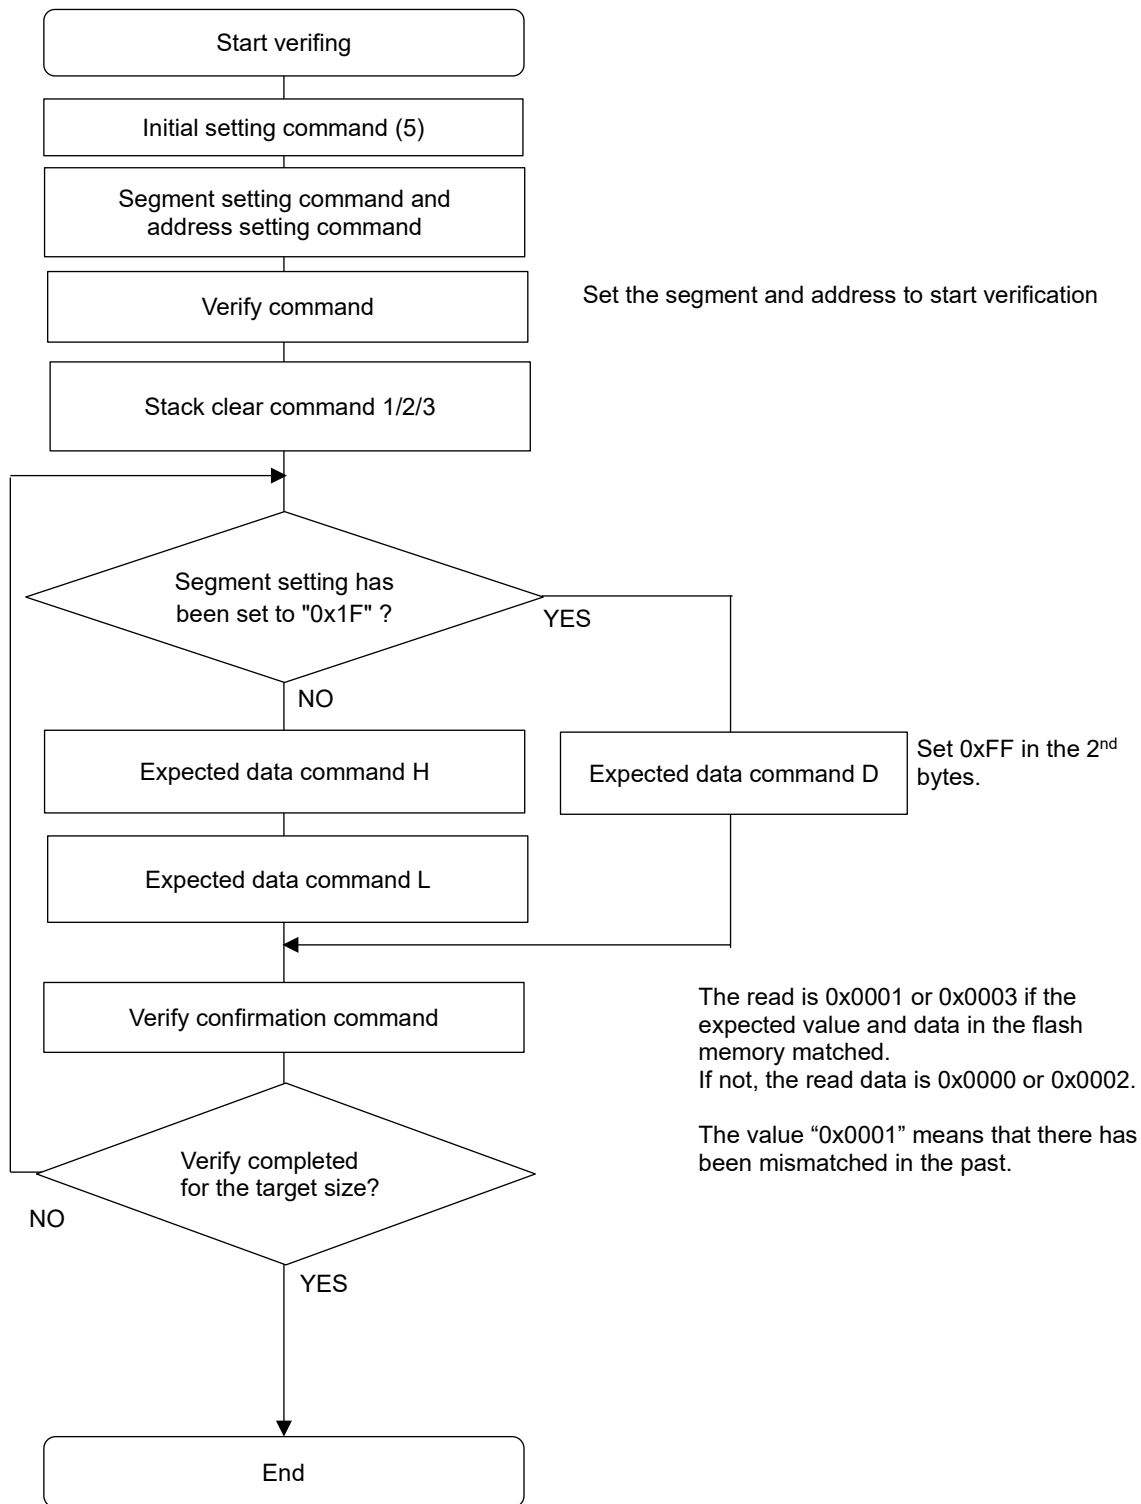 Start verifing
Initial setting command (5)
Segment setting command and
address setting command
Verify command
Set the segment and address to start verification
Stack clear command 1/2/3
Segment setting has
been set to "0x1F" ?
YES
NO
Expected data command H
Expected data command D
Set 0xFF in the 2nd
bytes.
Expected data command L
Verify confirmation command
The read is 0x0001 or 0x0003 if the
expected value and data in the flash
memory matched.
If not, the read data is 0x0000 or 0x0002.
The value “0x0001” means that there has
been mismatched in the past.
Verify completed
for the target size?
NO
YES
End